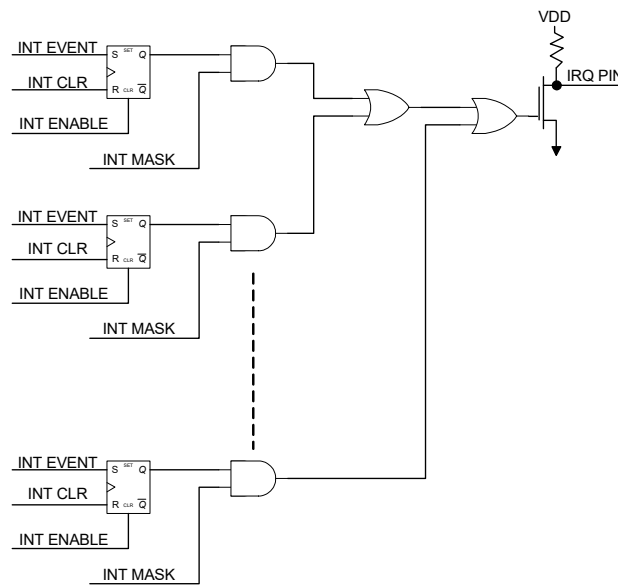 VDD
IRQ PIN
INT EVENT
S SET Q
INT CLR
R CLR Q
INT ENABLE
INT MASK
INT EVENT
S SET Q
INT CLR
R CLR Q
INT ENABLE
INT MASK
INT EVENT
S SET Q
INT CLR
R CLR Q
INT ENABLE
INT MASK